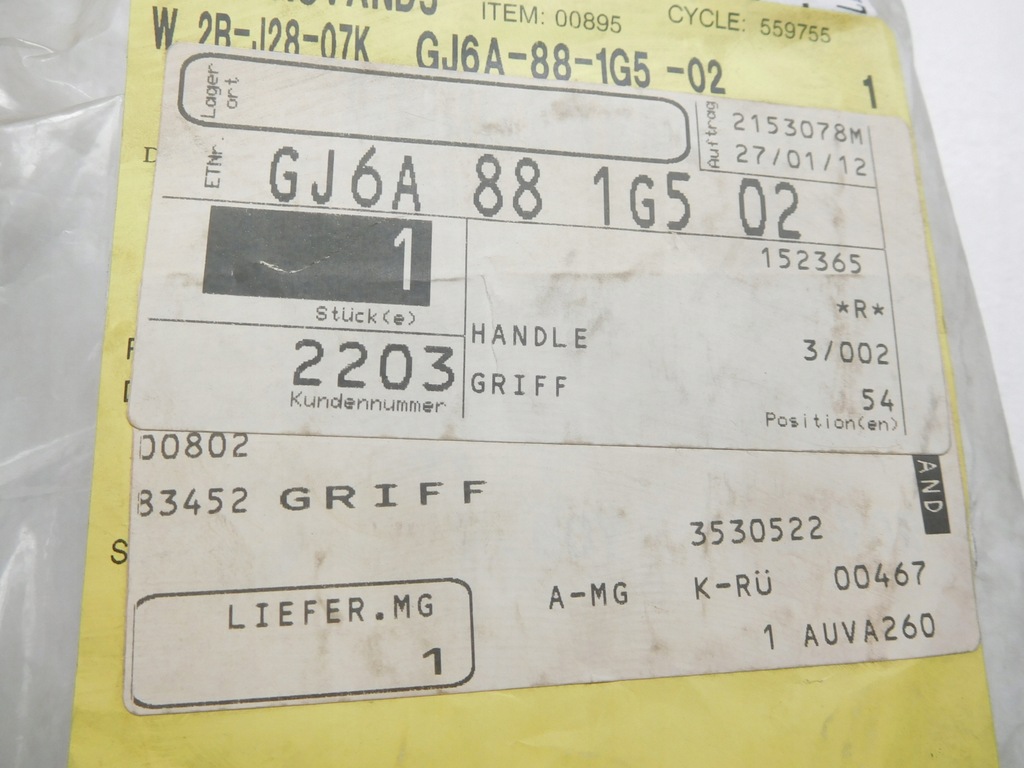 ITEM: 00895 CYCLE: 559755
W 2B-J28-07K GJ6A-88-1G5 -02 1
Lager
ort
Auftrag 2153078M
27/01/12
ETNr. GJ6A 88 1G5 02
1
Stück(e)
152365
*R*
HANDLE 3/002
2203 GRIFF 54
Kundennummer Position(en)
00802
83452 GRIFF
3530522
A-MG K-RÜ 00467
LIEFER.MG
1 AUVA260
1